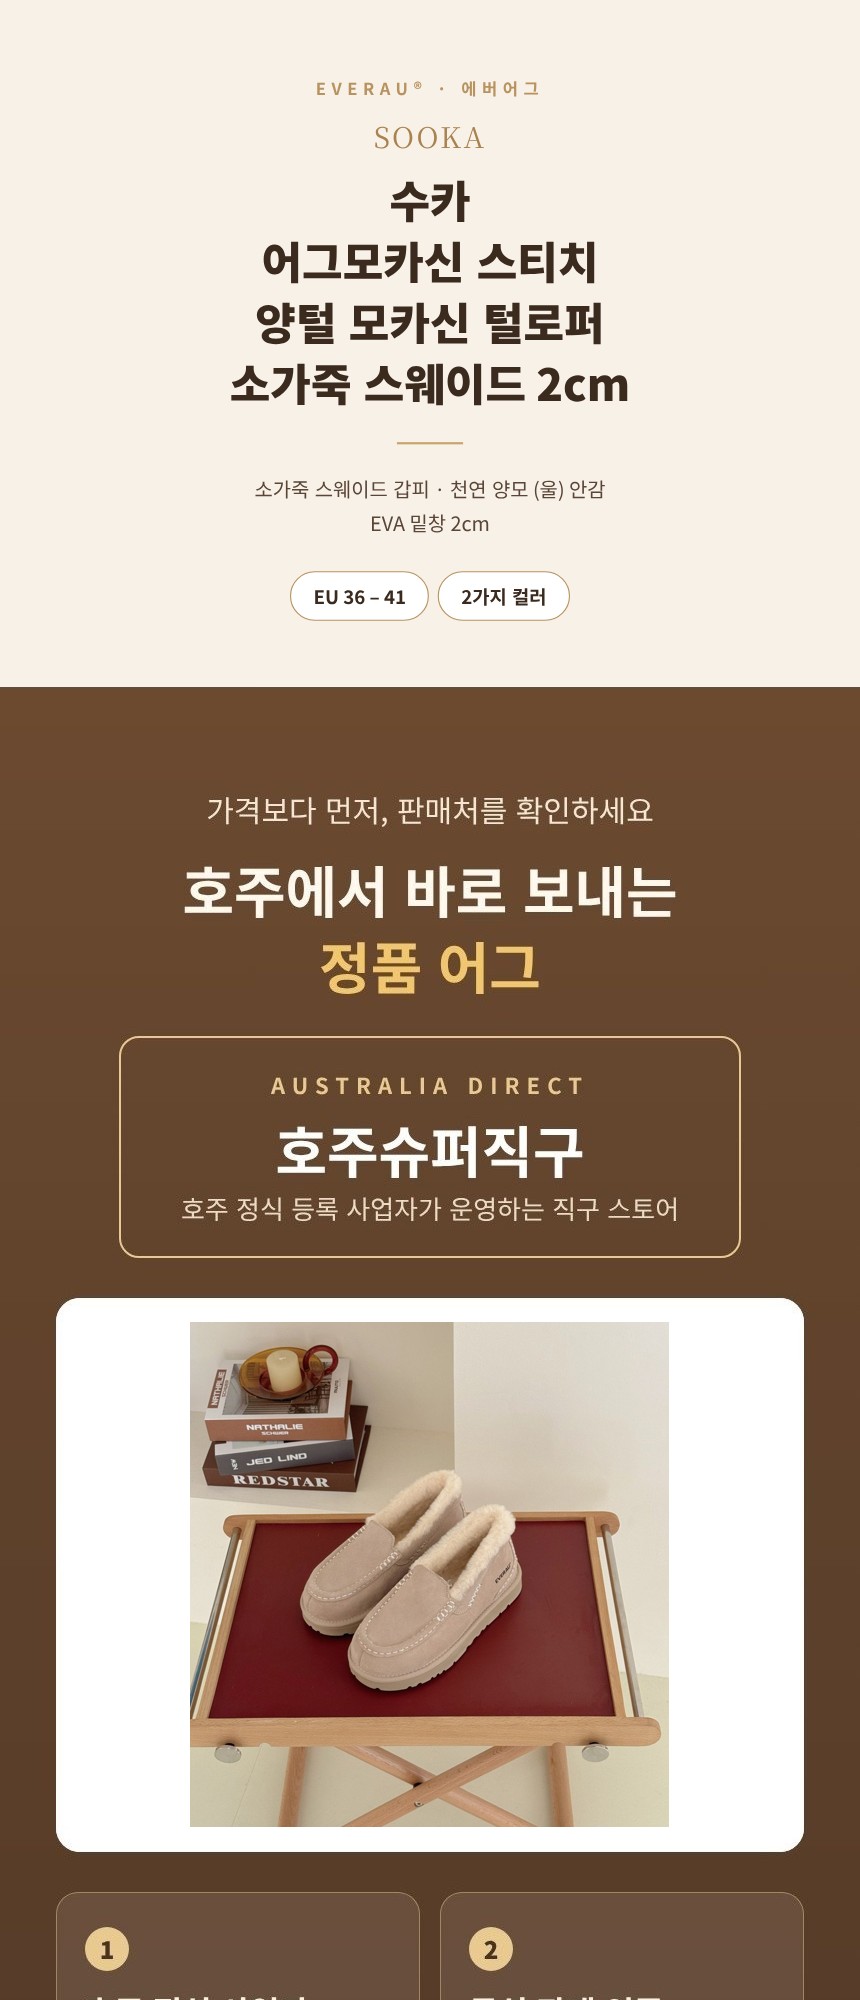 EVERAU® · 에버어그
SOOKA
수카
어그모카신 스티치
양털 모카신 털로퍼
소가죽 스웨이드 2cm
소가죽 스웨이드 갑피 · 천연 양모 (울) 안감
EVA 밑창 2cm
EU 36 – 41
2가지 컬러
가격보다 먼저, 판매처를 확인하세요
호주에서 바로 보내는
정품 어그
AUSTRALIA DIRECT
호주슈퍼직구
호주 정식 등록 사업자가 운영하는 직구 스토어
NATHALIE
NATHALIE
SCHWER
NEW
JED LIND
REDSTAR
EVERAU
1
2